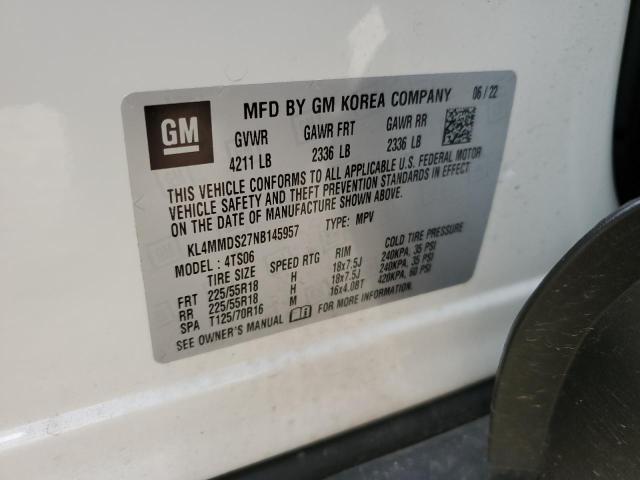 GM
MFD BY GM KOREA COMPANY 06 / 22
GVWR GAWR FRT GAWR RR
4211 LB 2336 LB 2336 LB
THIS VEHICLE CONFORMS TO ALL APPLICABLE U.S. FEDERAL MOTOR
VEHICLE SAFETY AND THEFT PREVENTION STANDARDS IN EFFECT
ON THE DATE OF MANUFACTURE SHOWN ABOVE.
KL4MMDS27NB145957 TYPE: MPV
MODEL : 4TS06
TIRE SIZE SPEED RTG RIM COLD TIRE PRESSURE
FRT 225/55R18 H 18x7.5J 240KPA, 35 PSI
RR 225/55R18 H 18x7.5J 240KPA, 35 PSI
SPA T125/70R16 M 16x4.0BT 420KPA, 60 PSI
SEE OWNER'S MANUAL FOR MORE INFORMATION.